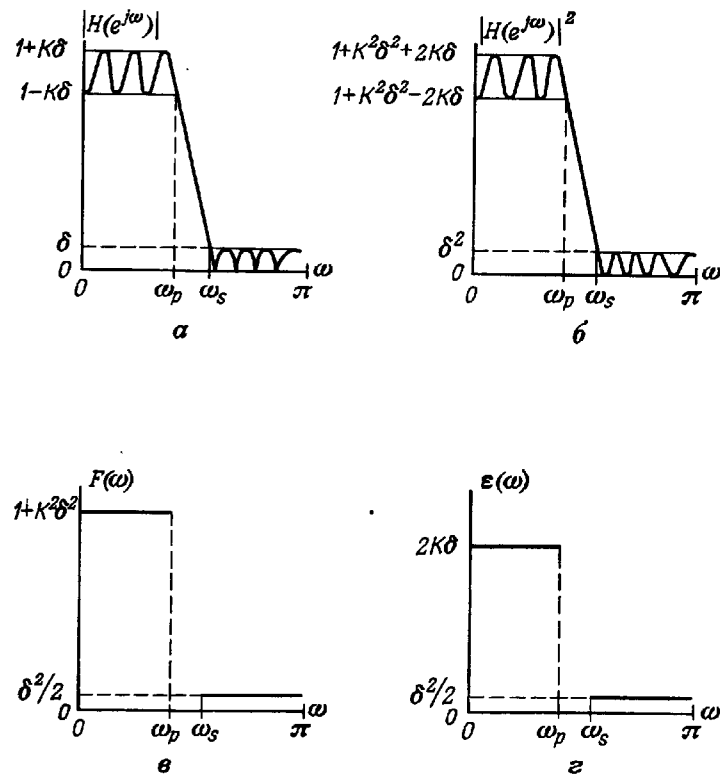 |H(e^{jω})|
1+Kδ
1−Kδ
δ
0
0 ω_p ω_s π ω
а
|H(e^{jω})|²
1+K²δ²+2Kδ
1+K²δ²−2Kδ
δ²
0
0 ω_p ω_s π ω
б
F(ω)
1+K²δ²
δ²/2
0
0 ω_p ω_s π ω
в
ε(ω)
2Kδ
δ²/2
0
0 ω_p ω_s π ω
г